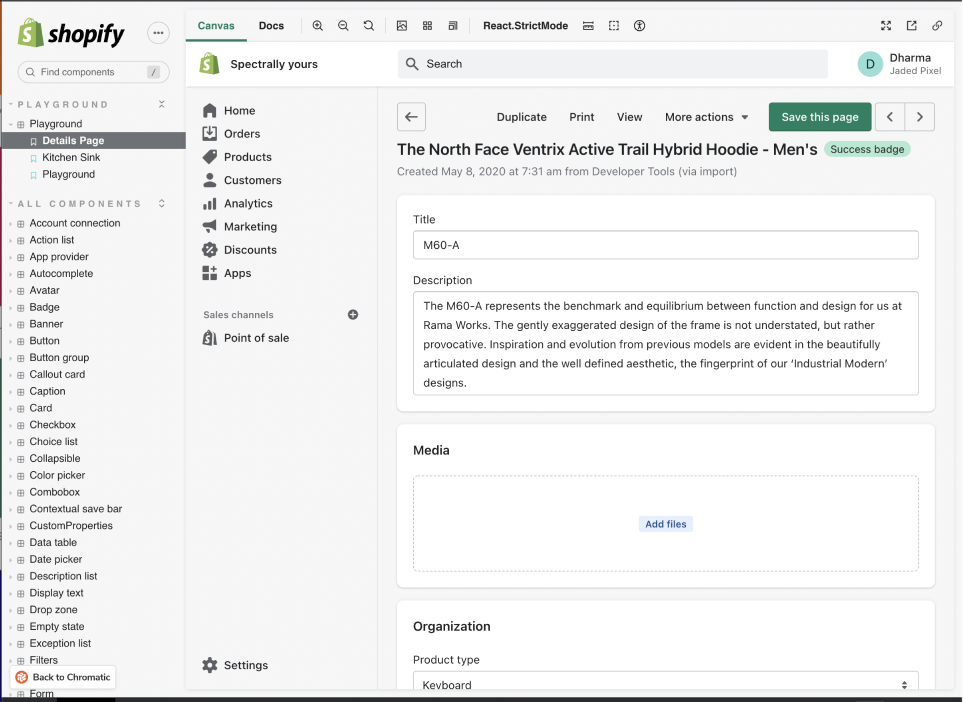 shopify
Find components
/
PLAYGROUND
Playground
Details Page
Kitchen Sink
Playground
ALL COMPONENTS
Account connection
Action list
App provider
Autocomplete
Avatar
Badge
Banner
Button
Button group
Callout card
Caption
Card
Checkbox
Choice list
Collapsible
Color picker
Combobox
Contextual save bar
CustomProperties
Data table
Date picker
Description list
Display text
Drop zone
Empty state
Exception list
Filters
Back to Chromatic
Form
Canvas
Docs
React.StrictMode
Spectrally yours
Search
D
Dharma
Jaded Pixel
Home
Orders
Products
Customers
Analytics
Marketing
Discounts
Apps
Sales channels
Point of sale
Settings
Duplicate
Print
View
More actions
Save this page
The North Face Ventrix Active Trail Hybrid Hoodie - Men's
Success badge
Created May 8, 2020 at 7:31 am from Developer Tools (via import)
Title
M60-A
Description
The M60-A represents the benchmark and equilibrium between function and design for us at
Rama Works. The gently exaggerated design of the frame is not understated, but rather
provocative. Inspiration and evolution from previous models are evident in the beautifully
articulated design and the well defined aesthetic, the fingerprint of our ‘Industrial Modern’
designs.
Media
Add files
Organization
Product type
Keyboard